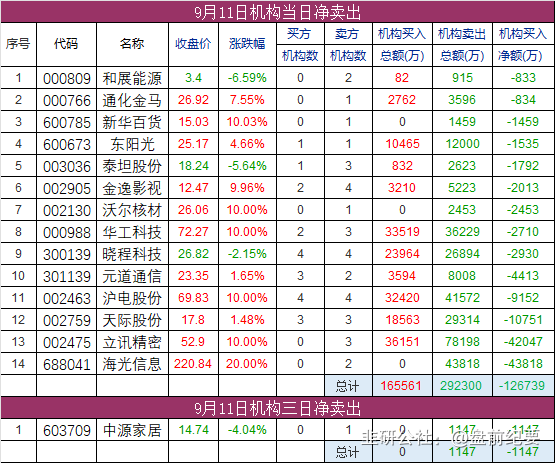 9月11日机构当日净卖出
序号 代码 名称 收盘价 涨跌幅 买方机构数 卖方机构数 机构买入总额(万) 机构卖出总额(万) 机构买入净额(万)
1 000809 和展能源 3.4 -6.59% 0 2 82 915 -833
2 000766 通化金马 26.92 7.55% 0 1 2762 3596 -834
3 600785 新华百货 15.03 10.03% 0 1 0 1459 -1459
4 600673 东阳光 25.17 4.66% 1 1 10465 12000 -1535
5 003036 泰坦股份 18.24 -5.64% 1 3 832 2623 -1792
6 002905 金逸影视 12.47 9.96% 2 4 3210 5223 -2013
7 002130 沃尔核材 26.06 10.00% 0 1 0 2453 -2453
8 000988 华工科技 72.27 10.00% 2 3 33519 36229 -2710
9 300139 晓程科技 26.82 -2.15% 4 4 23964 26894 -2930
10 301139 元道通信 23.35 1.65% 3 2 3594 8008 -4413
11 002463 沪电股份 69.83 10.00% 4 4 32420 41572 -9152
12 002759 天际股份 17.8 1.48% 3 3 18563 29314 -10751
13 002475 立讯精密 52.9 10.00% 0 3 36151 78198 -42047
14 688041 海光信息 220.84 20.00% 0 2 0 43818 -43818
总计 165561 292300 -126739
9月11日机构三日净卖出
1 603709 中源家居 14.74 -4.04% 0 1 0 1147 -1147
总计 0 1147 -1147
韭研公社：@盘前纪要